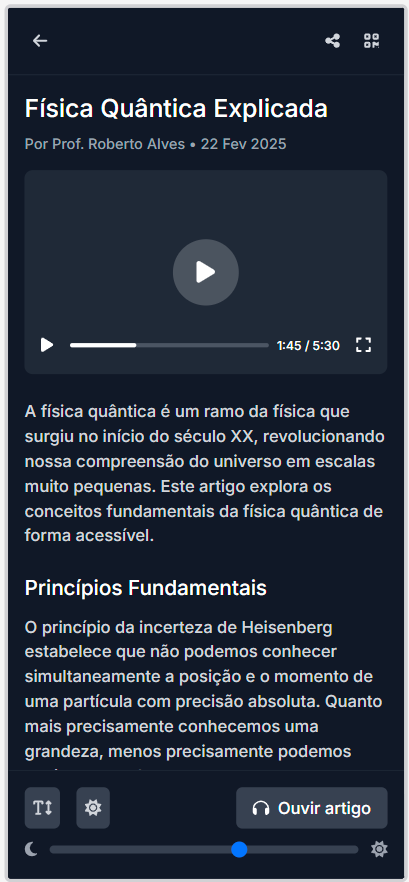 Física Quântica Explicada
Por Prof. Roberto Alves • 22 Fev 2025
1:45 / 5:30
A física quântica é um ramo da física que
surgiu no início do século XX, revolucionando
nossa compreensão do universo em escalas
muito pequenas. Este artigo explora os
conceitos fundamentais da física quântica de
forma acessível.
Princípios Fundamentais
O princípio da incerteza de Heisenberg
estabelece que não podemos conhecer
simultaneamente a posição e o momento de
uma partícula com precisão absoluta. Quanto
mais precisamente conhecemos uma
grandeza, menos precisamente podemos
Ouvir artigo